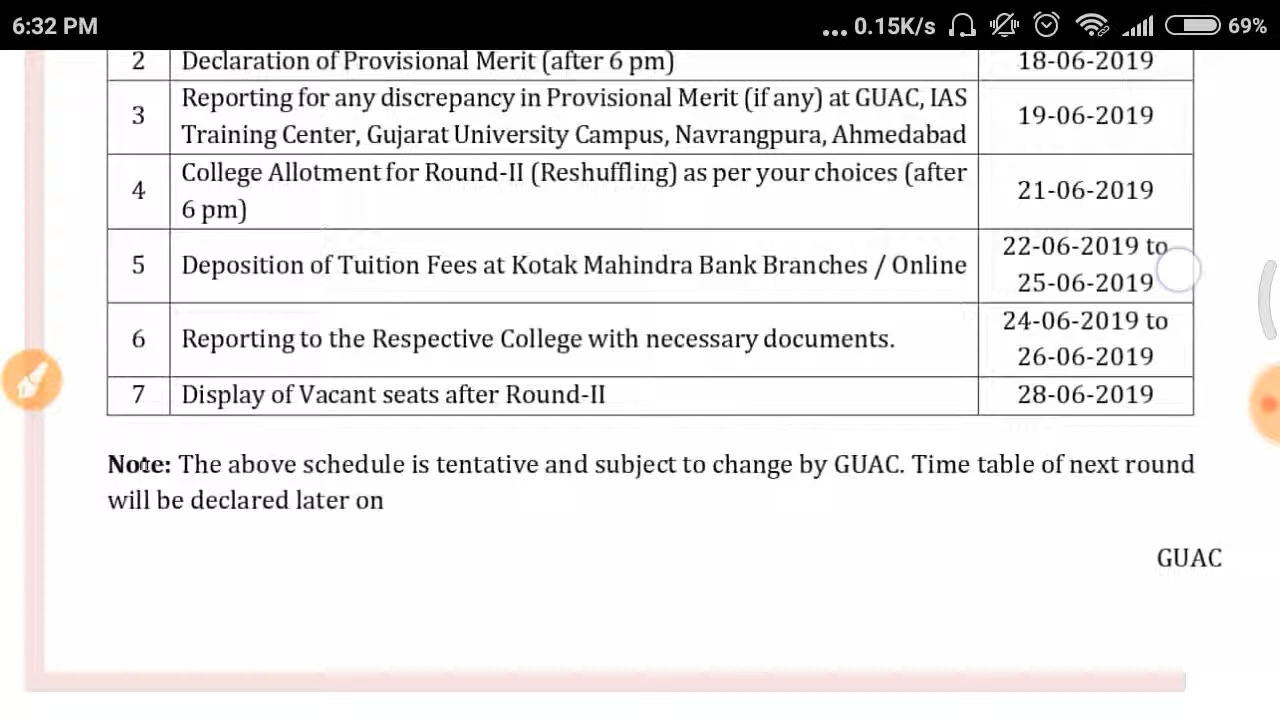 6:32 PM
... 0.15K/s
69%
2 Declaration of Provisional Merit (after 6 pm) 18-06-2019
3 Reporting for any discrepancy in Provisional Merit (if any) at GUAC, IAS
Training Center, Gujarat University Campus, Navrangpura, Ahmedabad
19-06-2019
4 College Allotment for Round-II (Reshuffling) as per your choices (after
6 pm)
21-06-2019
5 Deposition of Tuition Fees at Kotak Mahindra Bank Branches / Online
22-06-2019 to
25-06-2019
6 Reporting to the Respective College with necessary documents.
24-06-2019 to
26-06-2019
7 Display of Vacant seats after Round-II 28-06-2019
Note: The above schedule is tentative and subject to change by GUAC. Time table of next round
will be declared later on
GUAC